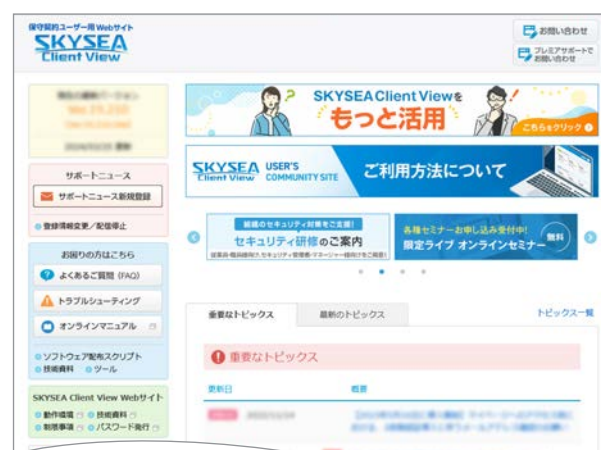 保守契約ユーザー用 Webサイト
SKYSEA
Client View
お問い合わせ
プレミアサポートで
お問い合わせ
サポートニュース
サポートニュース新規登録
登録情報変更／配信停止
お困りの方はこちら
よくあるご質問 (FAQ)
トラブルシューティング
オンラインマニュアル
ソフトウェア配布スクリプト
技術資料 ツール
SKYSEA Client View Webサイト
動作環境 技術資料
制限事項 パスワード発行
SKYSEA Client Viewを
もっと活用
こちらをクリック
SKYSEA Client View USER'S COMMUNITY SITE
ご利用方法について
組織のセキュリティ対策をご支援!
セキュリティ研修のご案内
各種セミナーお申し込み受付中!
限定ライブ オンラインセミナー
無料
重要なトピックス
最新のトピックス
トピックス一覧
重要なトピックス
更新日
概要